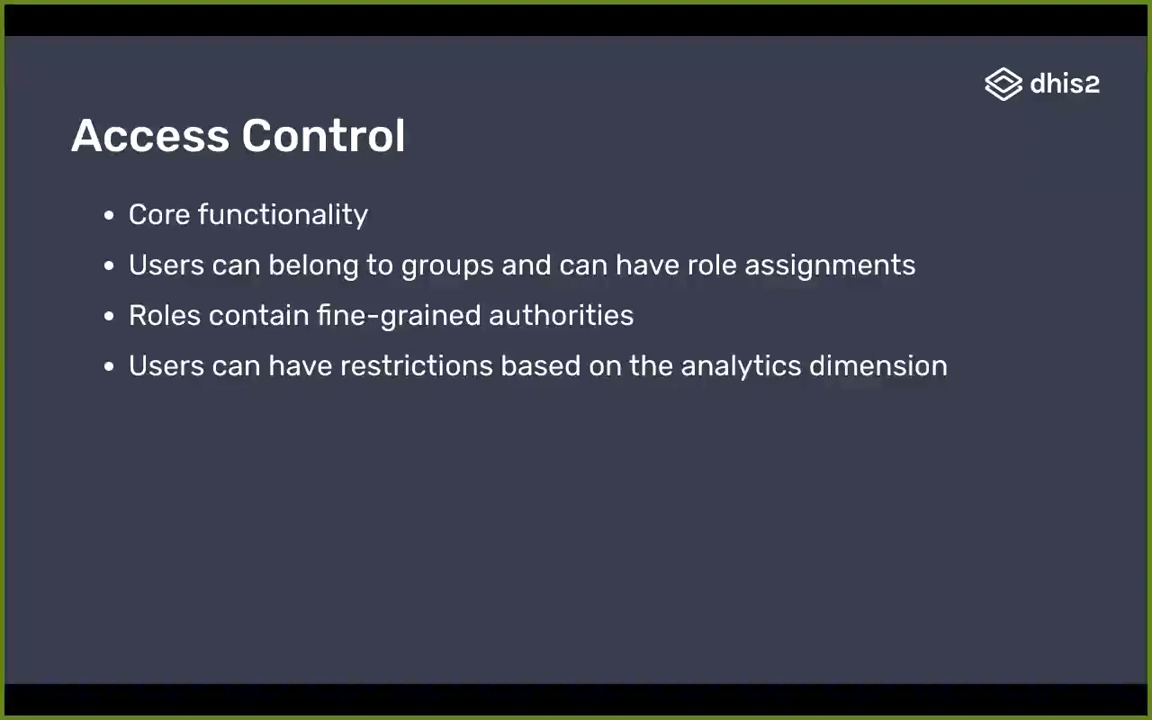 dhis2
Access Control
• Core functionality
• Users can belong to groups and can have role assignments
• Roles contain fine-grained authorities
• Users can have restrictions based on the analytics dimension